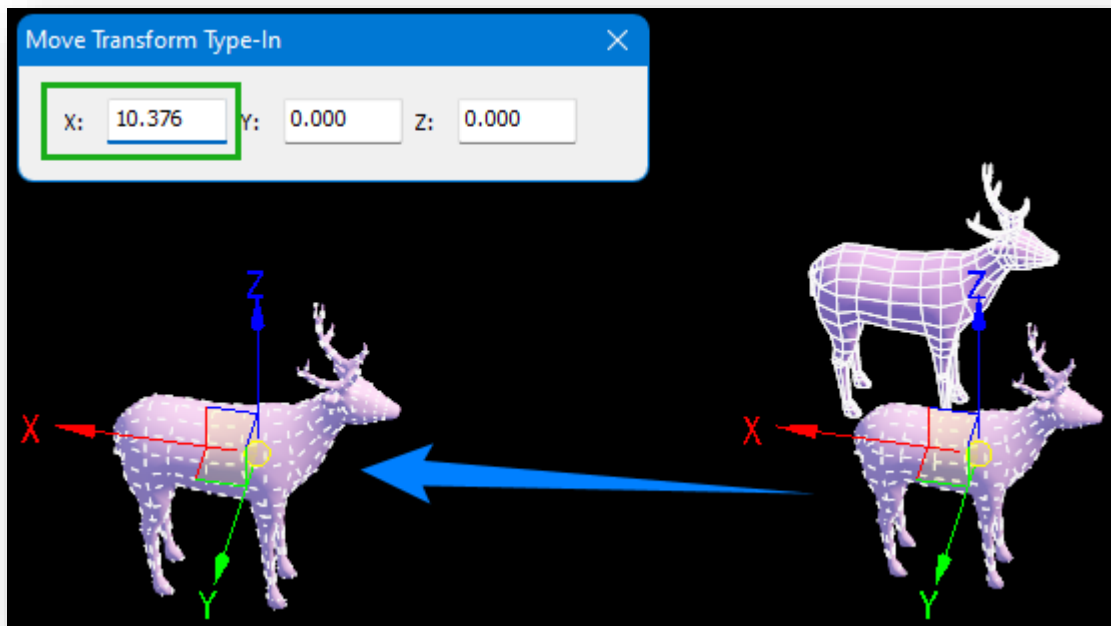 Move Transform Type-In
X: 10.376 Y: 0.000 Z: 0.000
Z
X
Y
Z
X
Y